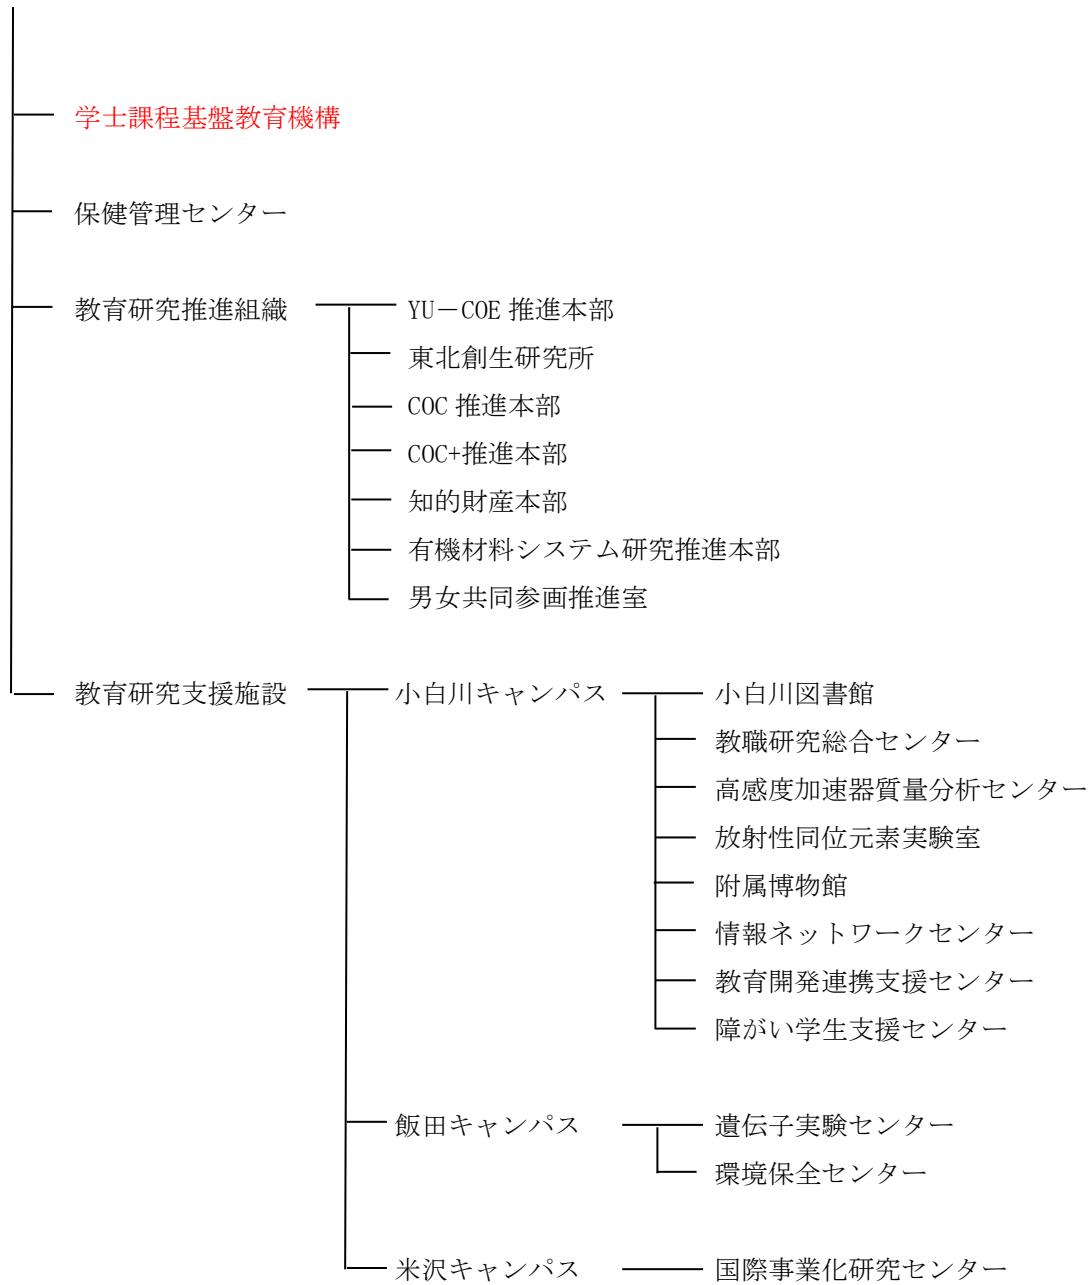 学士課程基盤教育機構
保健管理センター
教育研究推進組織 YU－COE 推進本部
東北創生研究所
COC 推進本部
COC+推進本部
知的財産本部
有機材料システム研究推進本部
男女共同参画推進室
教育研究支援施設 小白川キャンパス 小白川図書館
教職研究総合センター
高感度加速器質量分析センター
放射性同位元素実験室
附属博物館
情報ネットワークセンター
教育開発連携支援センター
障がい学生支援センター
飯田キャンパス 遺伝子実験センター
環境保全センター
米沢キャンパス 国際事業化研究センター